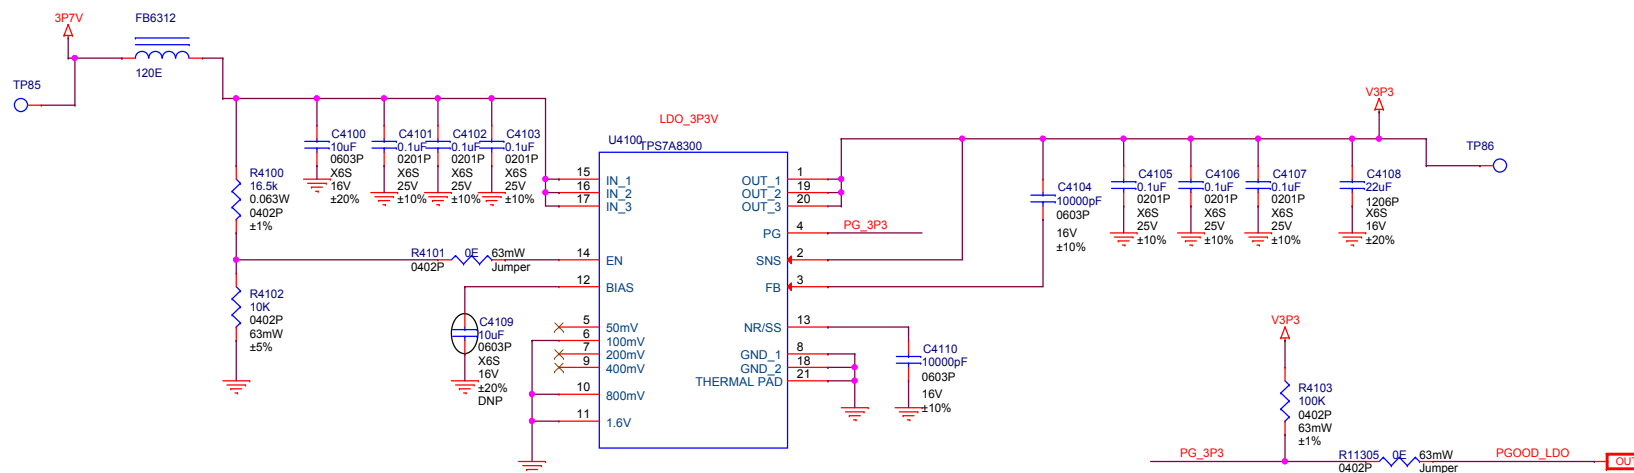 3P7V
FB6312
120E
TP85
R4100
16.5k
0.063W
0402P
±1%
C4100
10uF
0603P
X6S
16V
±20%
C4101
0.1uF
0201P
X6S
25V
±10%
C4102
0.1uF
0201P
X6S
25V
±10%
C4103
0.1uF
0201P
X6S
25V
±10%
R4101
0402P
0E
63mW
Jumper
R4102
10K
0402P
63mW
±5%
C4109
10uF
0603P
X6S
16V
±20%
DNP
LDO_3P3V
U4100
TPS7A8300
15 IN_1
16 IN_2
17 IN_3
14 EN
12 BIAS
5 50mV
6 100mV
7 200mV
9 400mV
10 800mV
11 1.6V
OUT_1 1
OUT_2 19
OUT_3 20
PG 4
PG_3P3
SNS 2
FB 3
NR/SS 13
GND_1 8
GND_2 18
THERMAL PAD 21
C4110
10000pF
0603P
16V
±10%
C4104
10000pF
0603P
16V
±10%
C4105
0.1uF
0201P
X6S
25V
±10%
C4106
0.1uF
0201P
X6S
25V
±10%
C4107
0.1uF
0201P
X6S
25V
±10%
C4108
22uF
1206P
X6S
16V
±20%
V3P3
TP86
V3P3
R4103
100K
0402P
63mW
±1%
PG_3P3
R11305
0402P
0E
63mW
Jumper
PGOOD_LDO
OUT